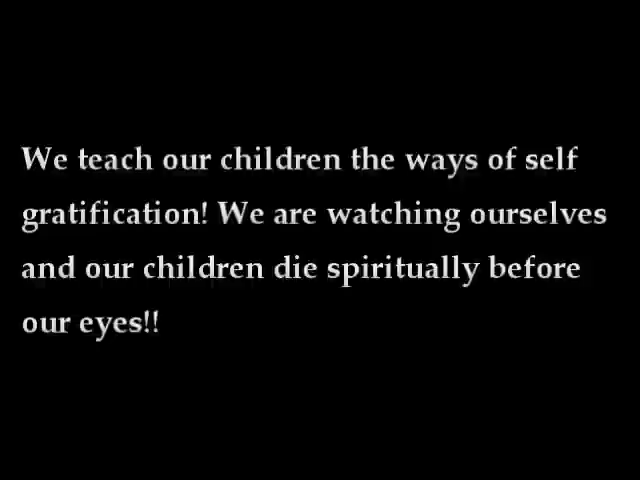 We teach our children the ways of self
gratification! We are watching ourselves
and our children die spiritually before
our eyes!!